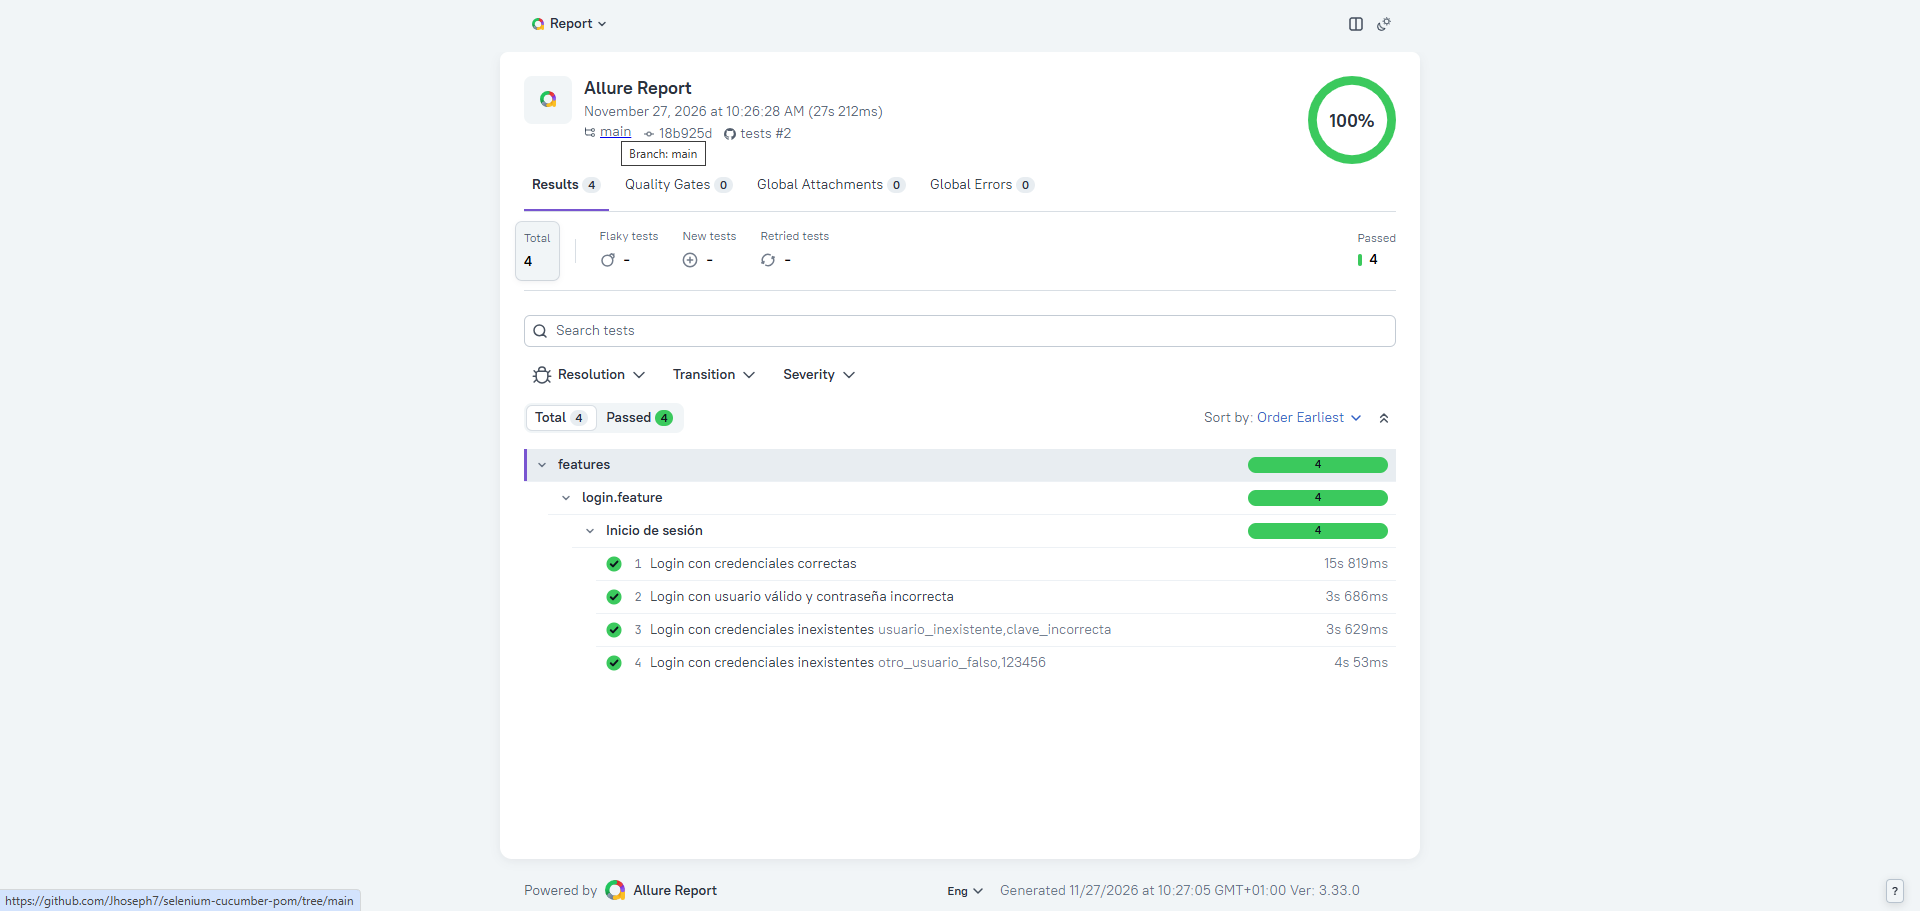 Report
Allure Report
November 27, 2026 at 10:26:28 AM (27s 212ms)
main 18b925d tests #2
Branch: main
100%
Results 4 Quality Gates 0 Global Attachments 0 Global Errors 0
Total Flaky tests New tests Retried tests Passed
4 - - - 4
Search tests
Resolution Transition Severity
Total 4 Passed 4 Sort by: Order Earliest
features 4
login.feature 4
Inicio de sesión 4
1 Login con credenciales correctas 15s 819ms
2 Login con usuario válido y contraseña incorrecta 3s 686ms
3 Login con credenciales inexistentes usuario_inexistente,clave_incorrecta 3s 629ms
4 Login con credenciales inexistentes otro_usuario_falso,123456 4s 53ms
Powered by Allure Report Eng Generated 11/27/2026 at 10:27:05 GMT+01:00 Ver: 3.33.0 ?
https://github.com/Jhoseph7/selenium-cucumber-pom/tree/main